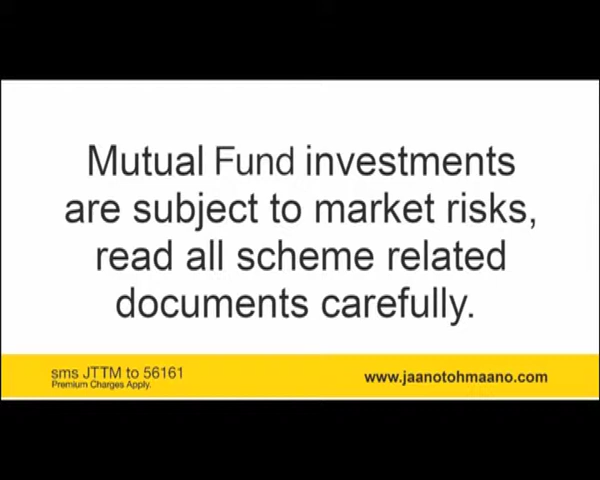 Mutual Fund investments
are subject to market risks,
read all scheme related
documents carefully.
sms JTTM to 56161
Premium Charges Apply.
www.jaanotohmaano.com